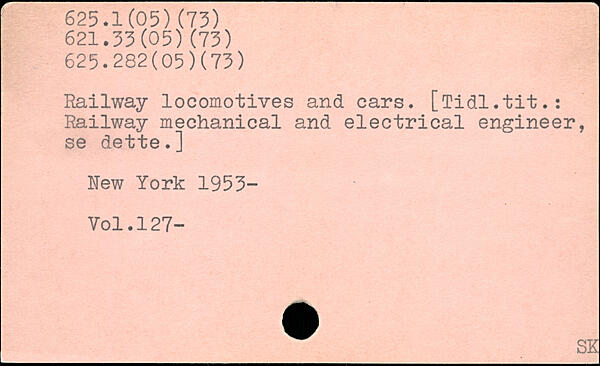 625.1(05)(73)
621.33(05)(73)
625.282(05)(73)
Railway locomotives and cars. [Tidl.tit.:
Railway mechanical and electrical engineer,
se dette.]
New York 1953-
Vol.127-
SK